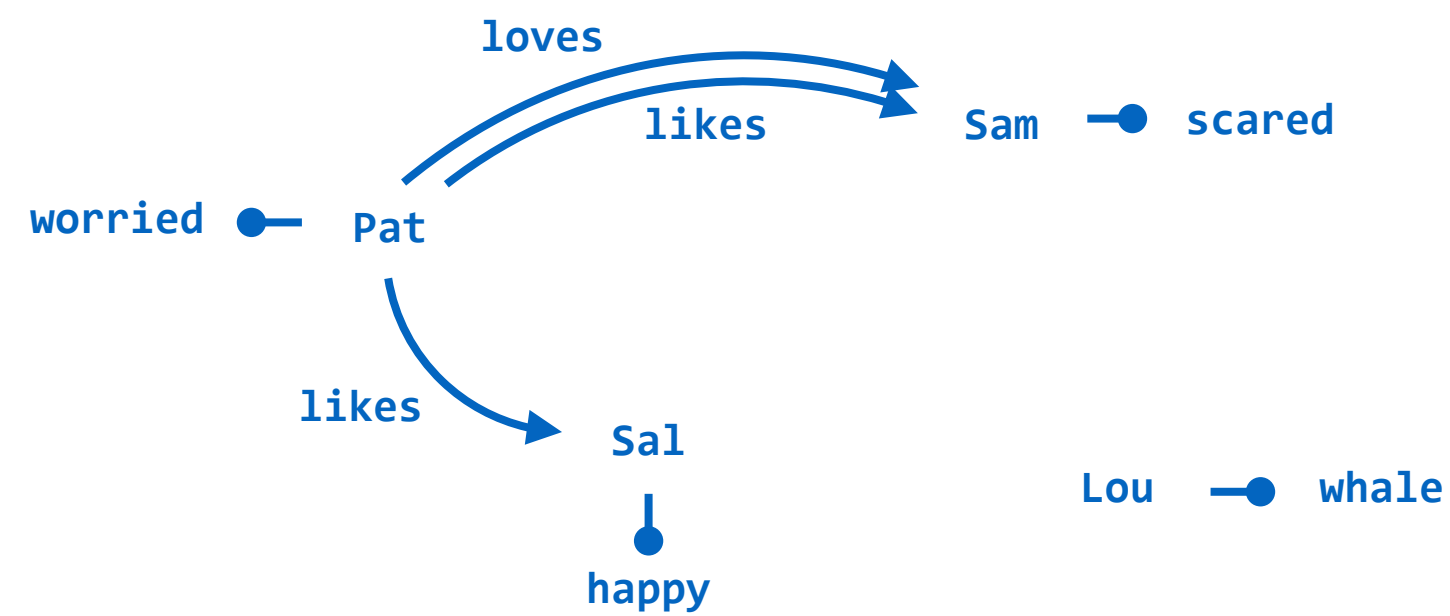 loves
likes
Sam
scared
worried
Pat
likes
Sal
Lou
whale
happy